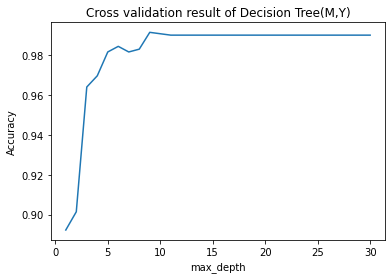 Cross validation result of Decision Tree(M,Y)
0.98
0.96
0.94
0.92
0.90
Accuracy
0 5 10 15 20 25 30
max_depth